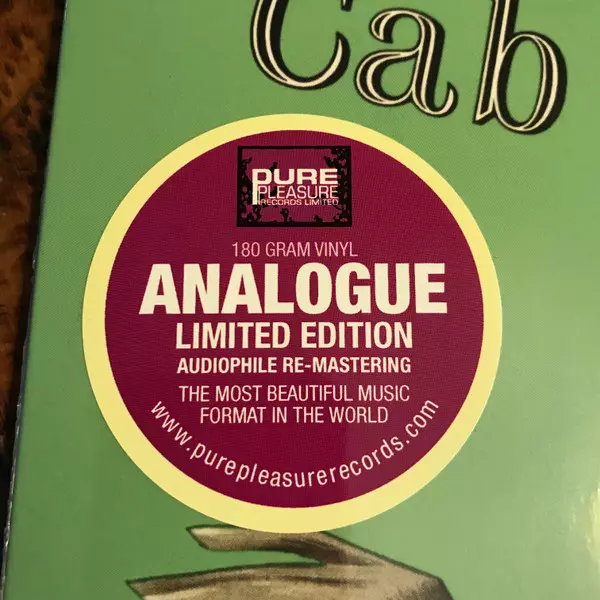 Cab
PURE
PLEASURE
RECORDS LIMITED
180 GRAM VINYL
ANALOGUE
LIMITED EDITION
AUDIOPHILE RE-MASTERING
THE MOST BEAUTIFUL MUSIC
FORMAT IN THE WORLD
www.purepleasurerecords.com